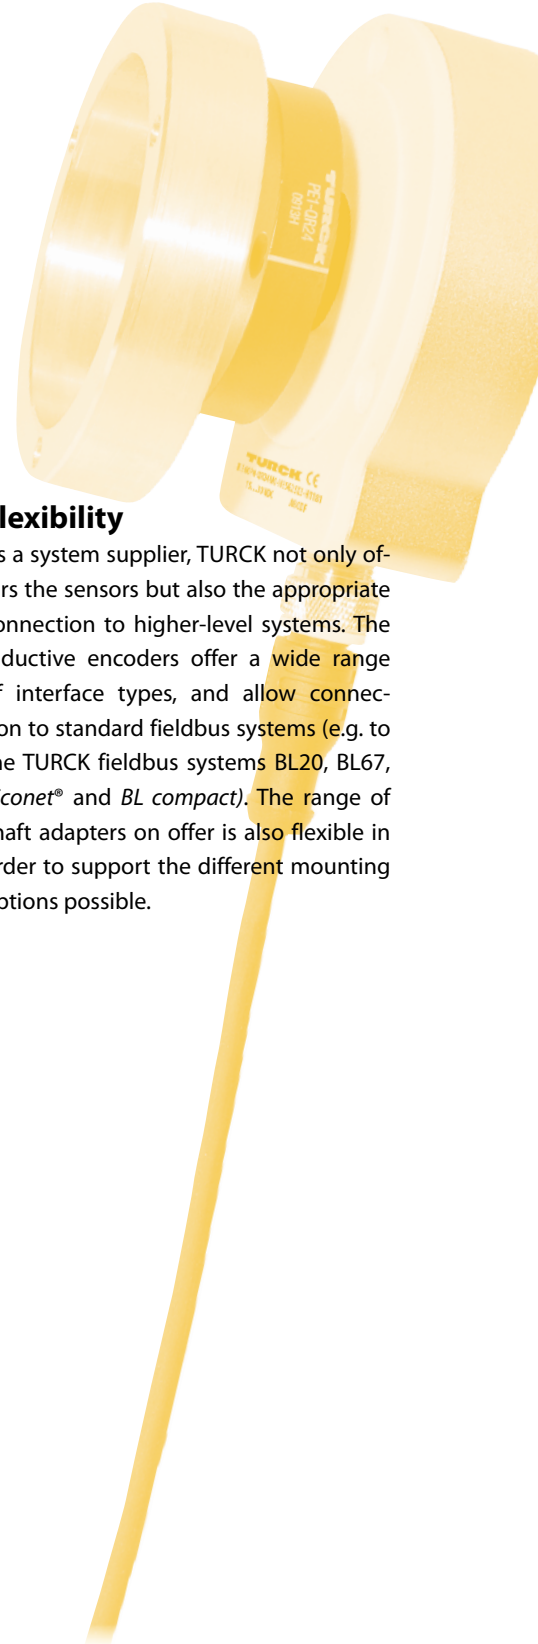 TURCK
PE1-QR24
0813H
TURCK CE
lexibility
s a system supplier, TURCK not only of-
rs the sensors but also the appropriate
onnection to higher-level systems. The
ductive encoders offer a wide range
f interface types, and allow connec-
on to standard fieldbus systems (e.g. to
he TURCK fieldbus systems BL20, BL67,
iconet® and BL compact). The range of
haft adapters on offer is also flexible in
rder to support the different mounting
ptions possible.